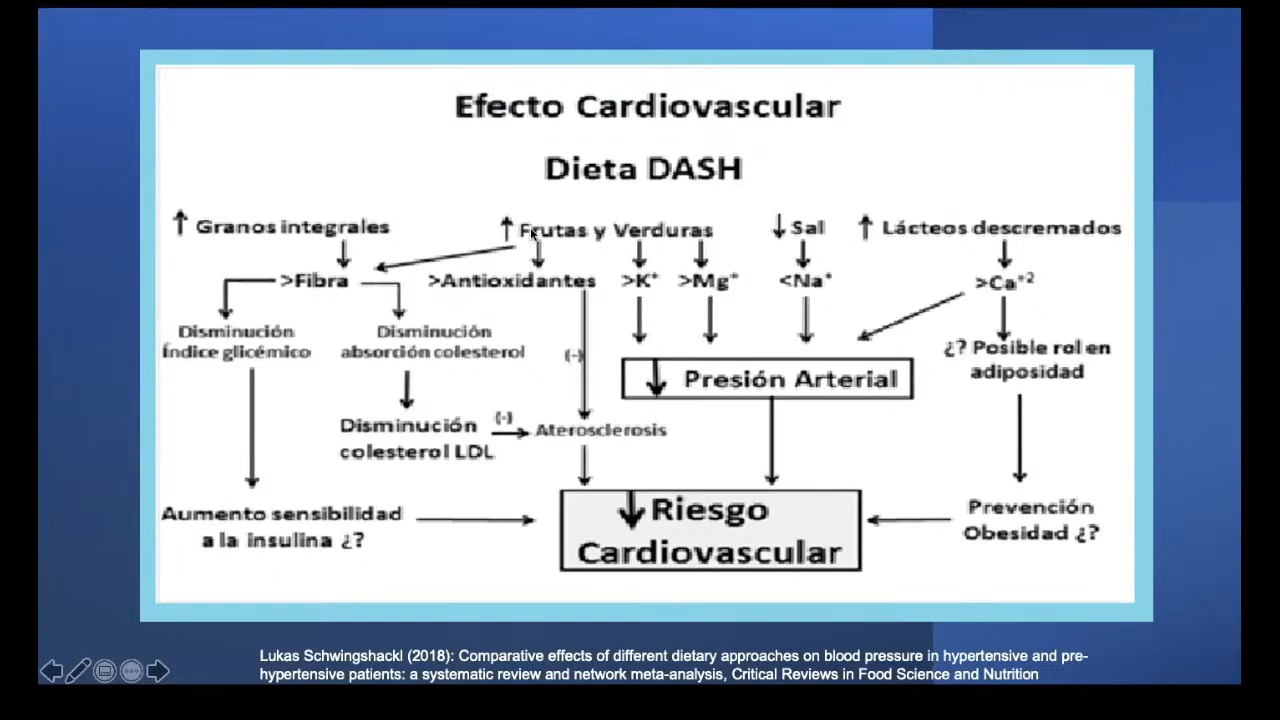 Efecto Cardiovascular
Dieta DASH
↑ Granos integrales
↑ Frutas y Verduras
↓ Sal
↑ Lácteos descremados
>Fibra
>Antioxidantes
>K⁺
>Mg⁺
<Na⁺
>Ca⁺²
Disminución
Índice glicémico
Disminución
absorción colesterol
(-)
↓ Presión Arterial
¿? Posible rol en
adiposidad
Disminución
colesterol LDL
(-)
Aterosclerosis
Aumento sensibilidad
a la insulina ¿?
↓ Riesgo
Cardiovascular
Prevención
Obesidad ¿?
Lukas Schwingshackl (2018): Comparative effects of different dietary approaches on blood pressure in hypertensive and pre-
hypertensive patients: a systematic review and network meta-analysis, Critical Reviews in Food Science and Nutrition